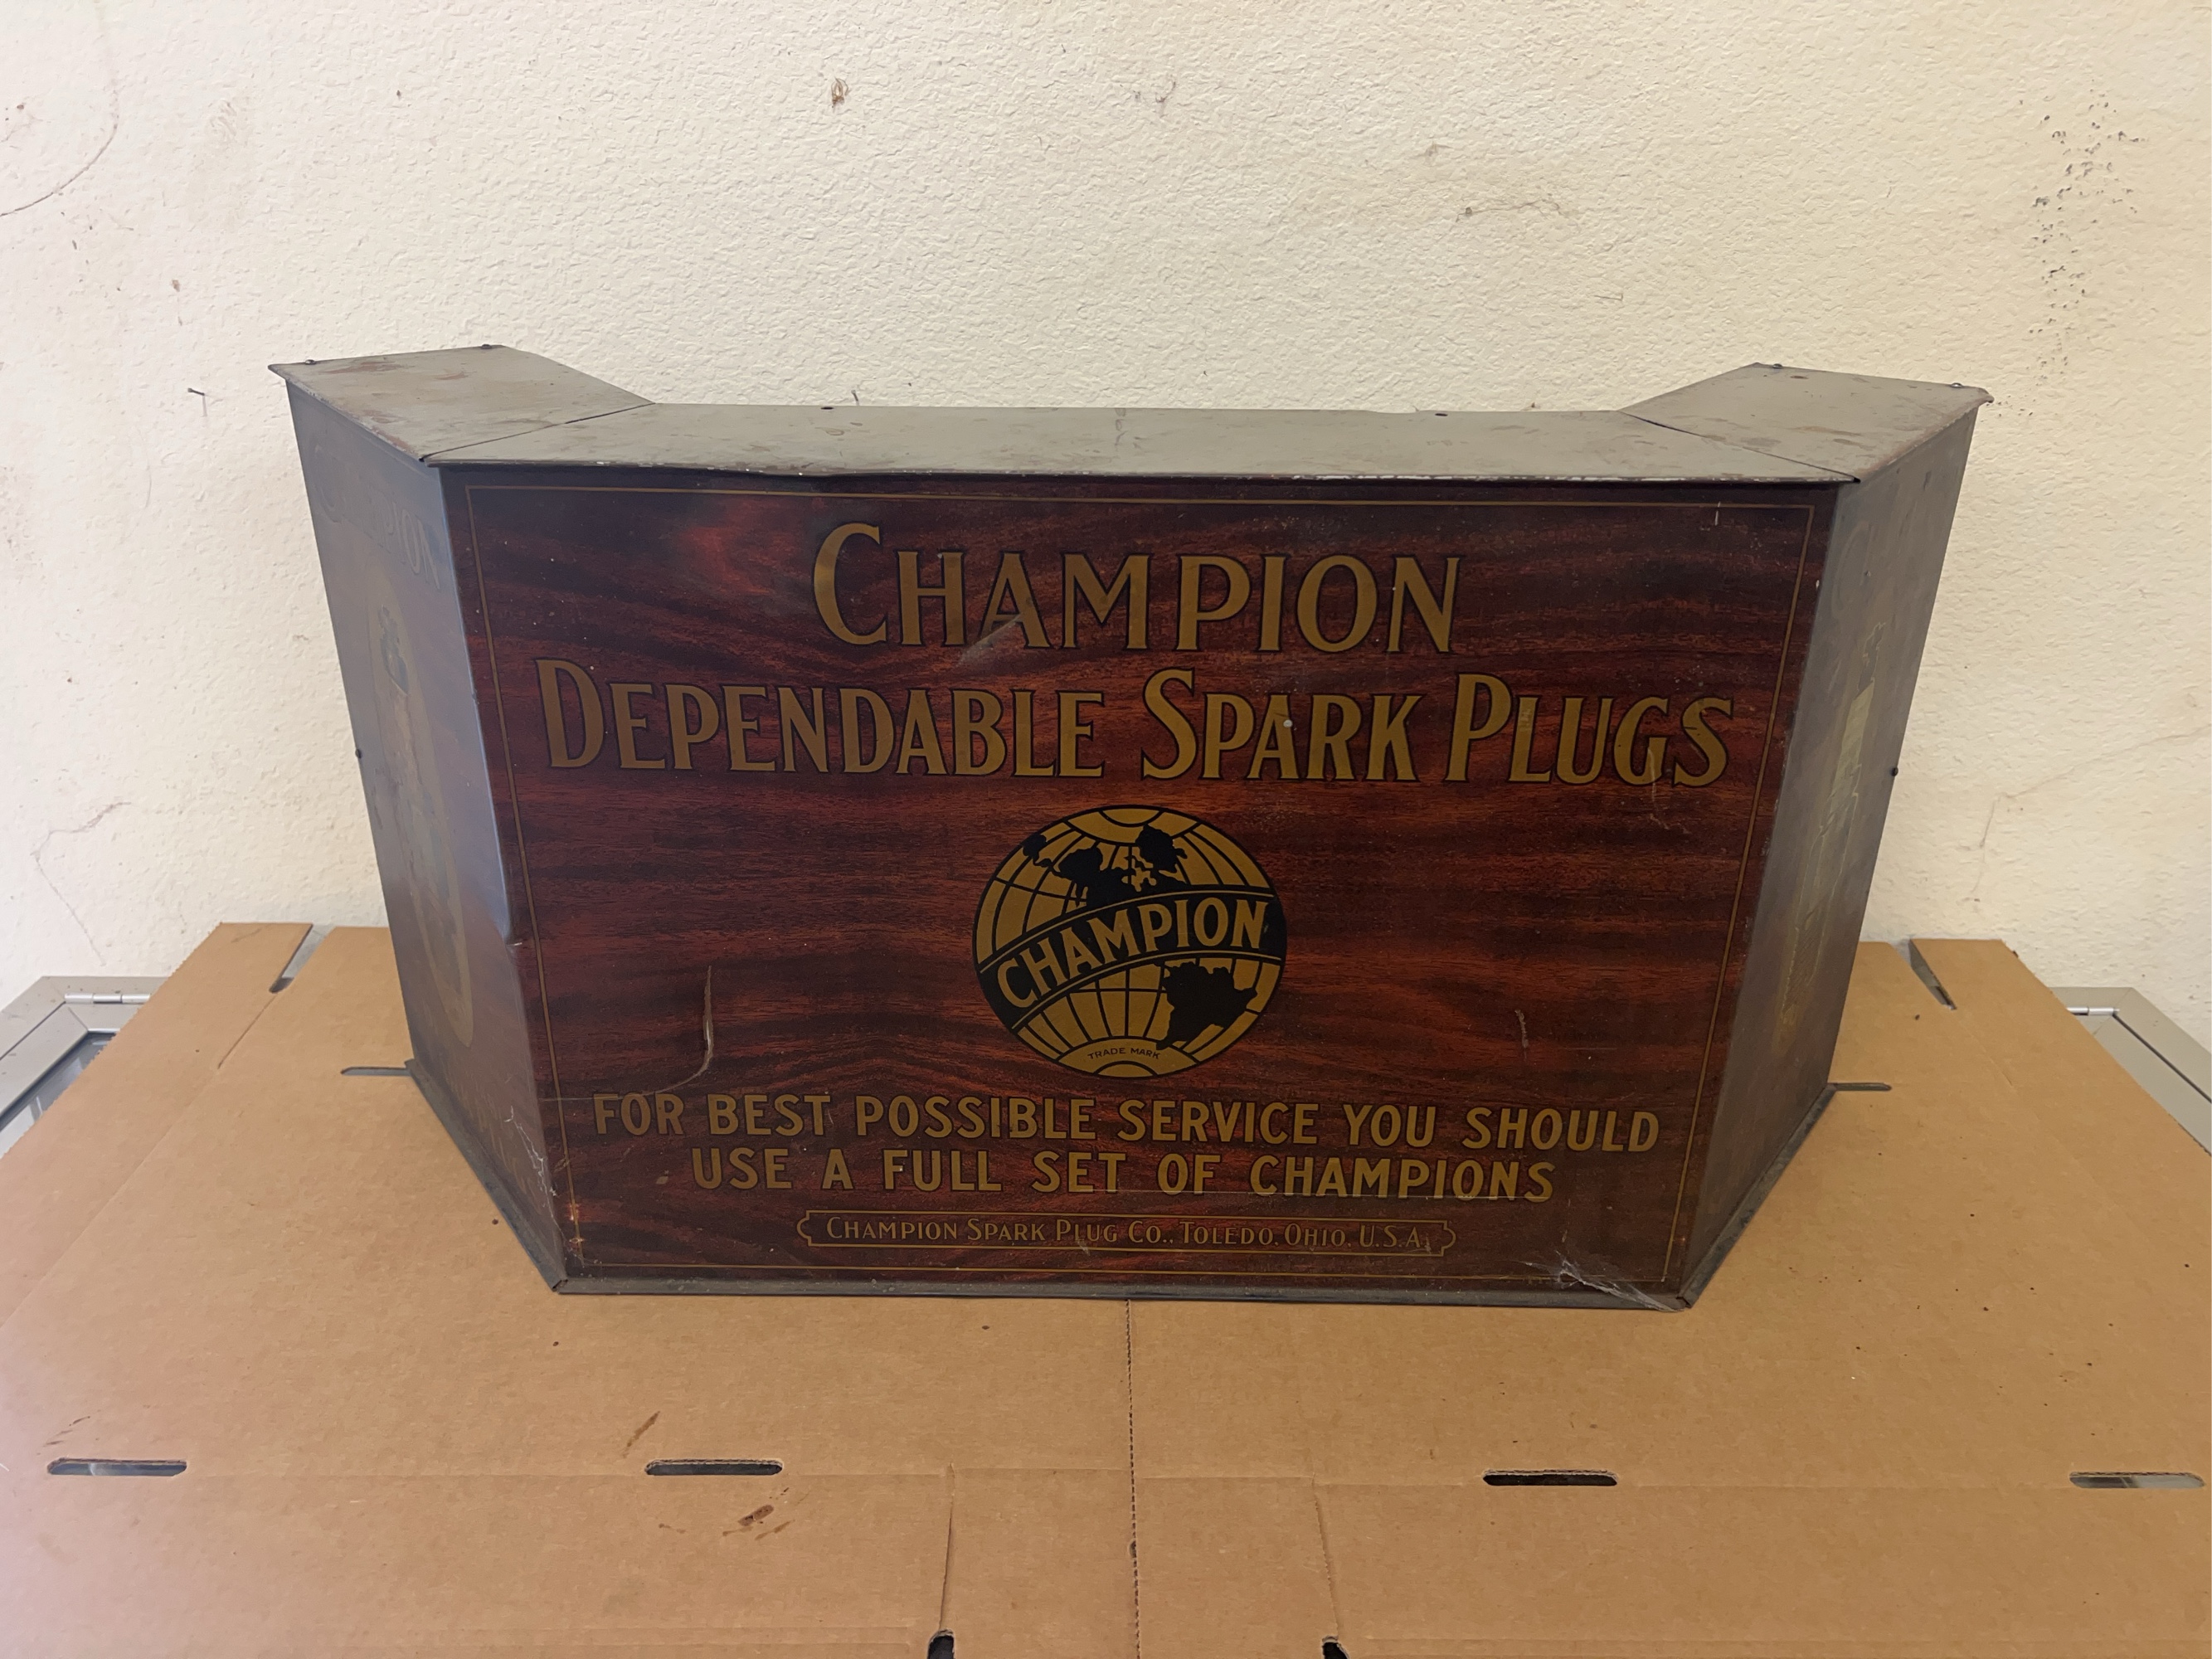 CHAMPION
DEPENDABLE SPARK PLUGS
CHAMPION
TRADE MARK
FOR BEST POSSIBLE SERVICE YOU SHOULD
USE A FULL SET OF CHAMPIONS
CHAMPION SPARK PLUG CO., TOLEDO, OHIO, U.S.A.